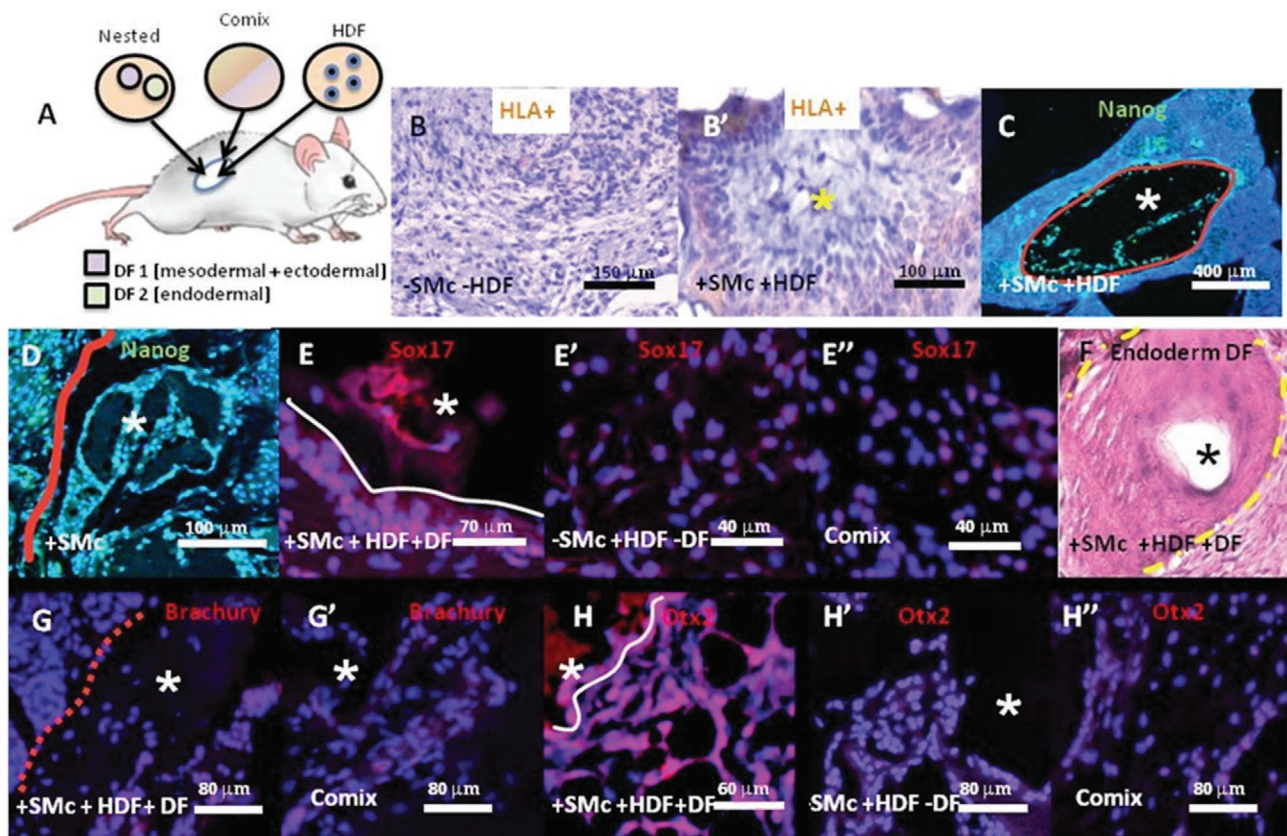 Nested
Comix
HDF
A
DF 1 [mesodermal + ectodermal]
DF 2 [endodermal]
B
HLA+
-SMc -HDF
150 µm
B'
HLA+
+SMc +HDF
100 µm
C
Nanog
+SMc +HDF
400 µm
D
Nanog
+SMc
100 µm
E
Sox17
+SMc + HDF+DF
70 µm
E'
Sox17
-SMc +HDF -DF
40 µm
E''
Sox17
Comix
40 µm
F
Endoderm DF
+SMc +HDF +DF
G
Brachury
+SMc + HDF+ DF
80 µm
G'
Brachury
Comix
80 µm
H
Otx2
+SMc +HDF+DF
60 µm
H'
Otx2
SMc +HDF -DF
80 µm
H''
Otx2
Comix
80 µm